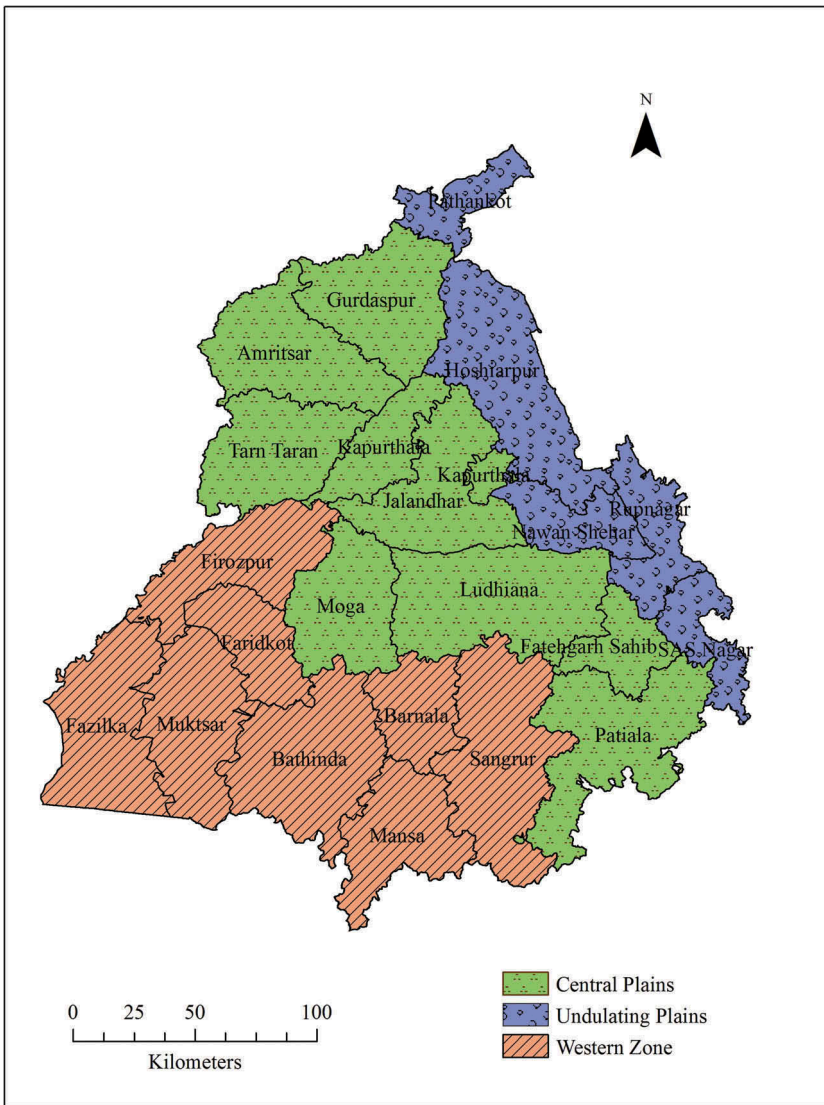 N
Pathankot
Gurdaspur
Amritsar
Hoshiarpur
Tarn Taran
Kapurthala
Kapurthala
Jalandhar
Rupnagar
Nawan Shehar
Firozpur
Ludhiana
Moga
Faridkot
Fatehgarh Sahib
SAS Nagar
Fazilka
Muktsar
Barnala
Patiala
Bathinda
Sangrur
Mansa
Central Plains
0 25 50 100
Undulating Plains
Western Zone
Kilometers